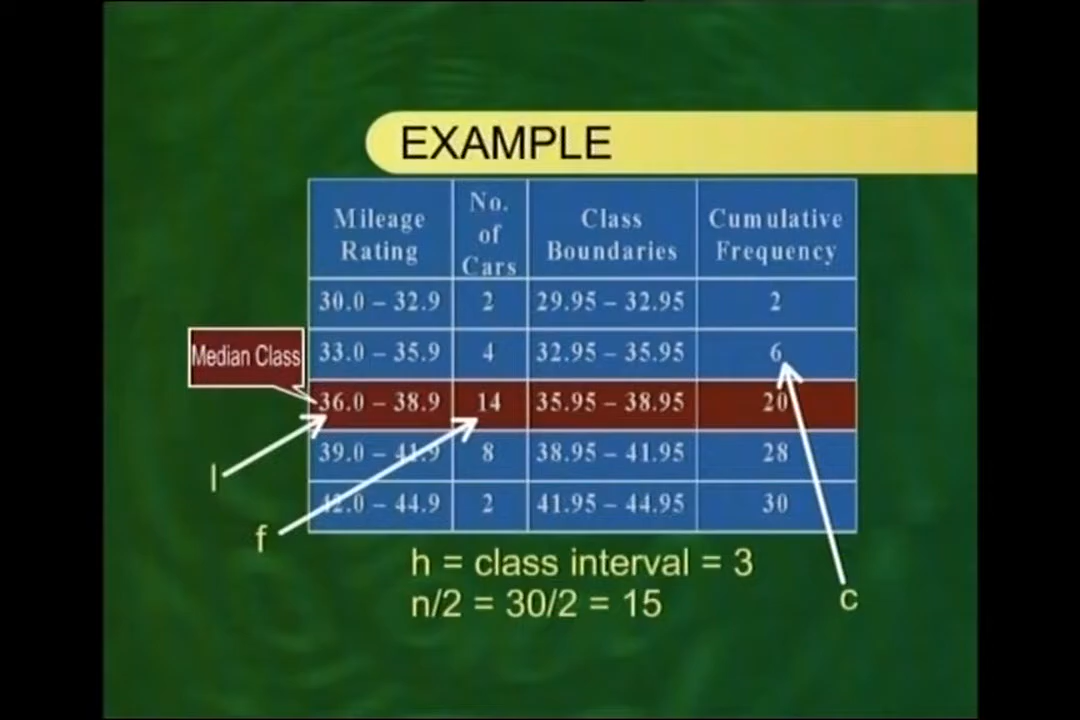 EXAMPLE
Mileage Rating No. of Cars Class Boundaries Cumulative Frequency
30.0 – 32.9 2 29.95 – 32.95 2
33.0 – 35.9 4 32.95 – 35.95 6
Median Class
36.0 – 38.9 14 35.95 – 38.95 20
39.0 – 41.9 8 38.95 – 41.95 28
l
42.0 – 44.9 2 41.95 – 44.95 30
f
h = class interval = 3
n/2 = 30/2 = 15
c